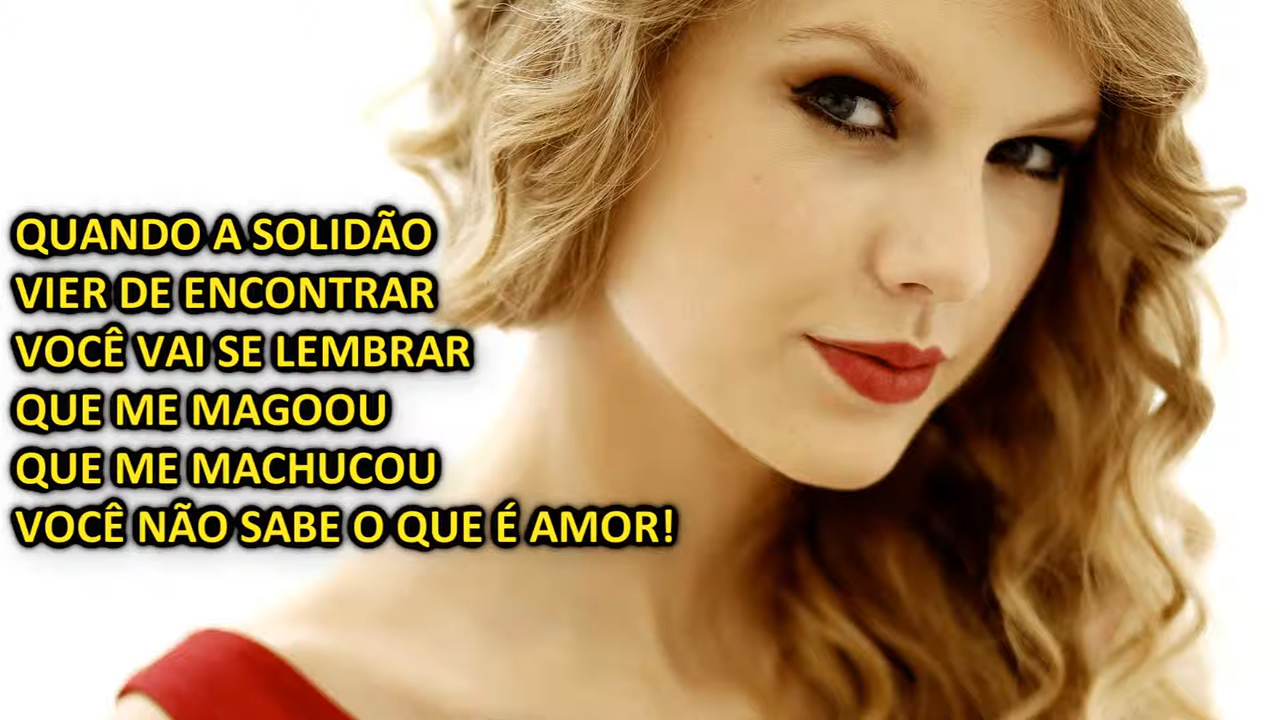 QUANDO A SOLIDÃO
VIER DE ENCONTRAR
VOCÊ VAI SE LEMBRAR
QUE ME MAGOOU
QUE ME MACHUCOU
VOCÊ NÃO SABE O QUE É AMOR!